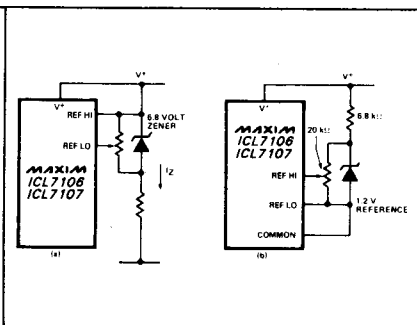 V+
V+
REF HI
REF LO
6.8 VOLT
ZENER
MAXIM
ICL7106
ICL7107
IZ
(a)
V+
V+
6.8 kΩ
20 kΩ
MAXIM
ICL7106
ICL7107
REF HI
REF LO
1.2 V
REFERENCE
COMMON
(b)